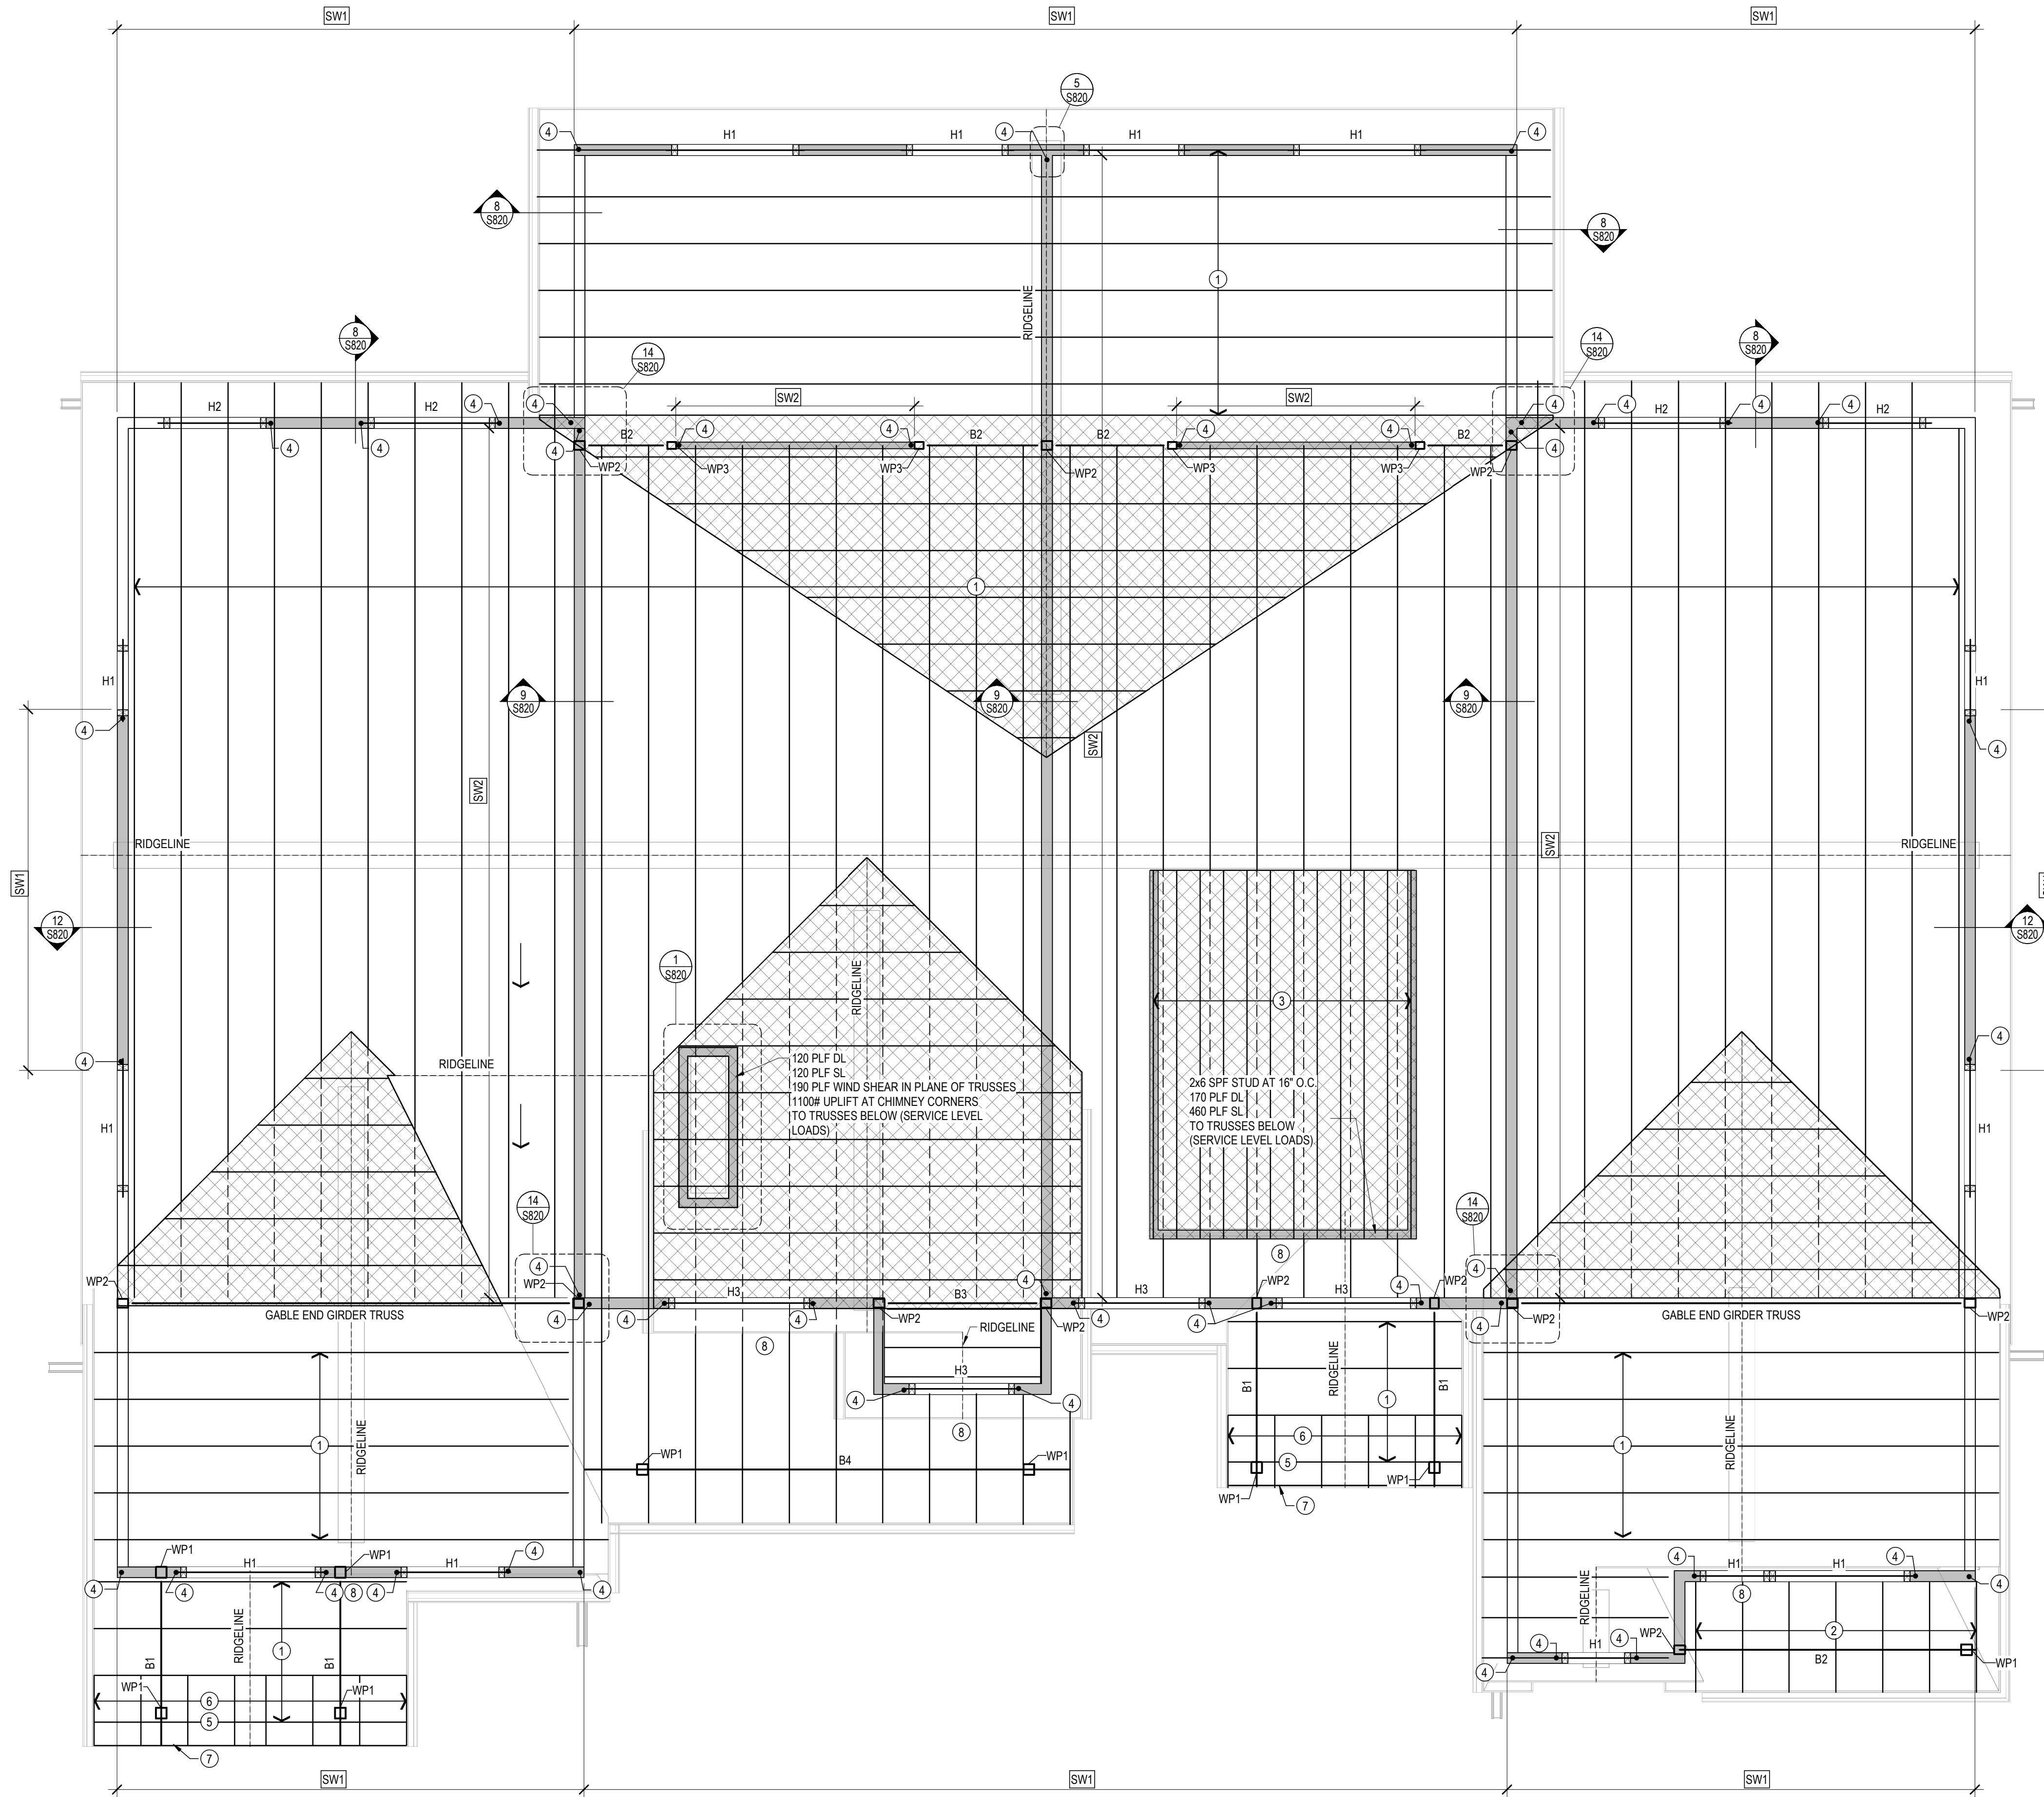 SW1
SW1
SW1
5
S820
4
H1
H1
4
H1
H1
4
8
S820
8
S820
1
RIDGELINE
8
S820
14
S820
14
S820
8
S820
H2
H2
4
4
SW2
SW2
4
4
H2
4
4
H2
4
4
B2
4
4
B2
B2
4
4
B2
4
4
WP2
WP3
WP3
WP2
WP3
WP3
WP2
1
H1
H1
9
S820
9
S820
9
S820
4
4
SW2
SW2
SW2
RIDGELINE
RIDGELINE
SW1
12
S820
12
S820
1
S820
RIDGELINE
3
4
RIDGELINE
4
120 PLF DL
120 PLF SL
190 PLF WIND SHEAR IN PLANE OF TRUSSES
1100# UPLIFT AT CHIMNEY CORNERS
TO TRUSSES BELOW (SERVICE LEVEL
LOADS)
2x6 SPF STUD AT 16" O.C.
170 PLF DL
460 PLF SL
TO TRUSSES BELOW
(SERVICE LEVEL LOADS)
H1
H1
14
S820
14
S820
8
4
4
4
WP2
WP2
H3
B3
H3
WP2
4
WP2
H3
GABLE END GIRDER TRUSS
4
4
4
WP2
WP2
4
4
4
WP2
GABLE END GIRDER TRUSS
WP2
8
RIDGELINE
H3
4
4
8
B1
RIDGELINE
B1
1
1
RIDGELINE
1
RIDGELINE
6
5
WP1
B4
WP1
WP1
WP1
7
WP1
H1
WP1
H1
4
4
4
4
8
4
4
RIDGELINE
4
H1
H1
4
8
4
B1
RIDGELINE
1
B1
4
H1
4
WP2
2
WP1
B2
4
WP1
WP1
6
5
7
SW1
SW1
SW1